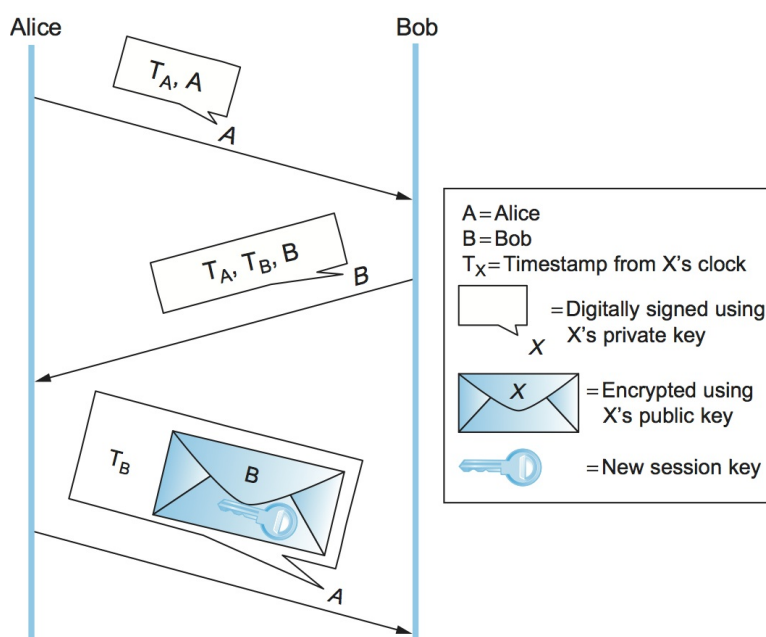 Alice
Bob
T_A, A
A
T_A, T_B, B
B
T_B
B
A
A=Alice
B=Bob
T_X=Timestamp from X's clock
X
=Digitally signed using
X's private key
X
=Encrypted using
X's public key
=New session key